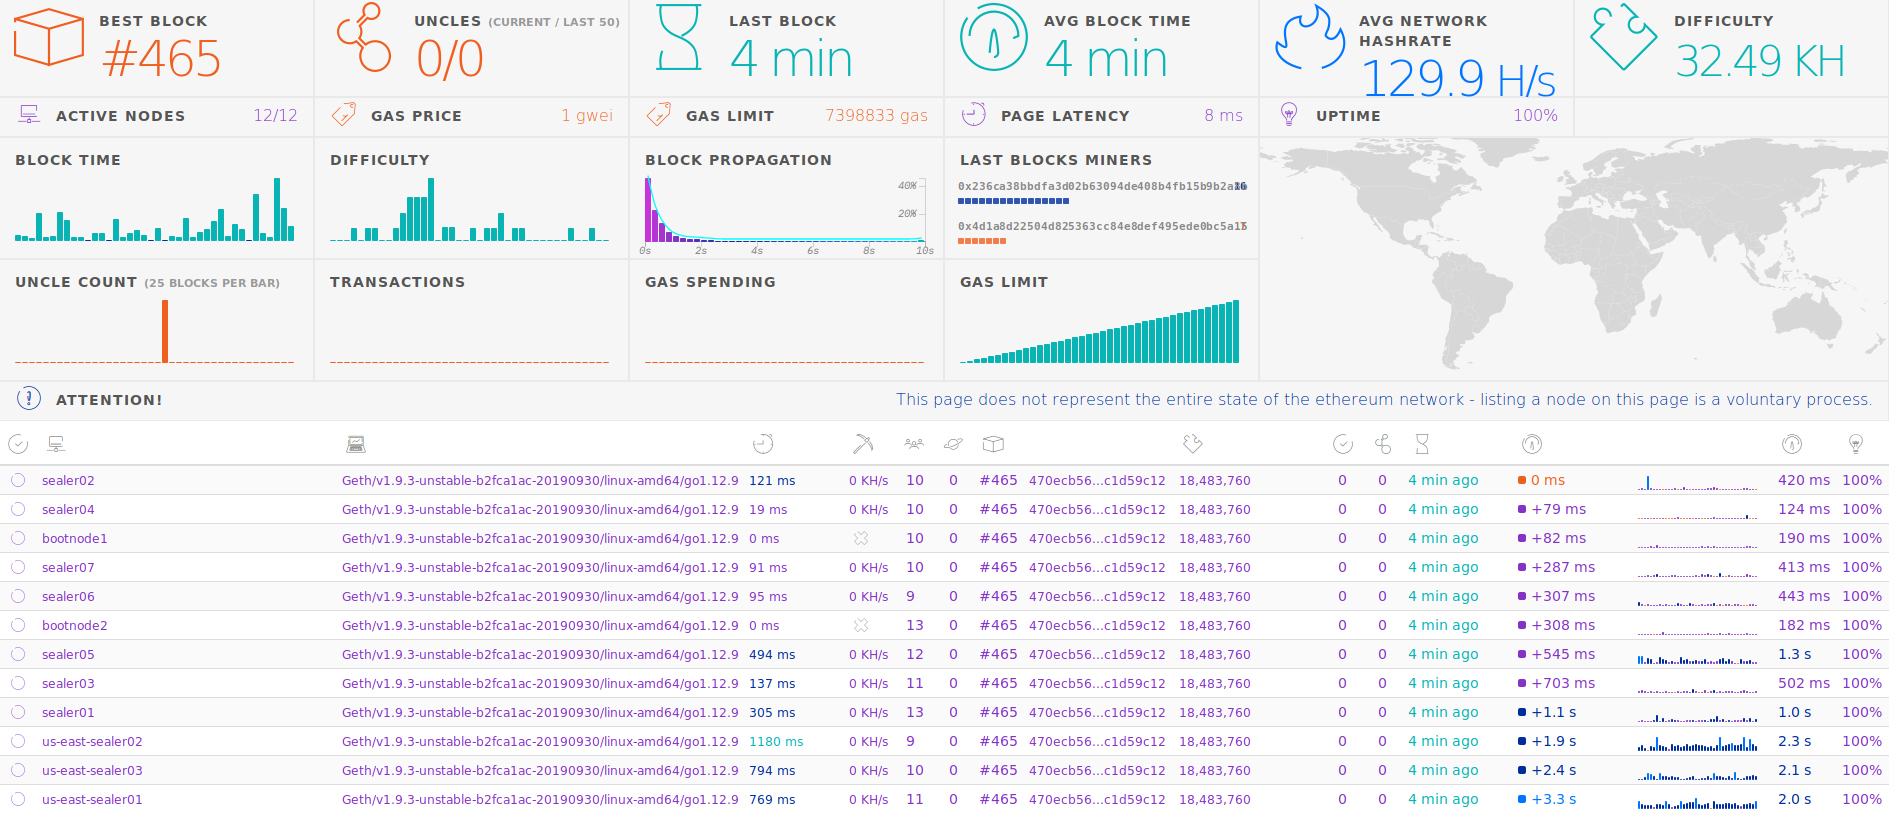 BEST BLOCK
#465
UNCLES (CURRENT / LAST 50)
0/0
LAST BLOCK
4 min
AVG BLOCK TIME
4 min
AVG NETWORK
HASHRATE
129.9 H/s
DIFFICULTY
32.49 KH
ACTIVE NODES 12/12
GAS PRICE 1 gwei
GAS LIMIT 7398833 gas
PAGE LATENCY 8 ms
UPTIME 100%
BLOCK TIME
DIFFICULTY
BLOCK PROPAGATION
40%
20%
0s 2s 4s 6s 8s 10s
LAST BLOCKS MINERS
UNCLE COUNT (25 BLOCKS PER BAR)
TRANSACTIONS
GAS SPENDING
GAS LIMIT
ATTENTION! This page does not represent the entire state of the ethereum network - listing a node on this page is a voluntary process.
sealer02 Geth/v1.9.3-unstable-b2fca1ac-20190930/linux-amd64/go1.12.9 121 ms 0 KH/s 10 0 #465 470ecb56...c1d59c12 18,483,760 0 0 4 min ago 0 ms 420 ms 100%
sealer04 Geth/v1.9.3-unstable-b2fca1ac-20190930/linux-amd64/go1.12.9 19 ms 0 KH/s 10 0 #465 470ecb56...c1d59c12 18,483,760 0 0 4 min ago +79 ms 124 ms 100%
bootnode1 Geth/v1.9.3-unstable-b2fca1ac-20190930/linux-amd64/go1.12.9 0 ms 10 0 #465 470ecb56...c1d59c12 18,483,760 0 0 4 min ago +82 ms 190 ms 100%
sealer07 Geth/v1.9.3-unstable-b2fca1ac-20190930/linux-amd64/go1.12.9 91 ms 0 KH/s 10 0 #465 470ecb56...c1d59c12 18,483,760 0 0 4 min ago +287 ms 413 ms 100%
sealer06 Geth/v1.9.3-unstable-b2fca1ac-20190930/linux-amd64/go1.12.9 95 ms 0 KH/s 9 0 #465 470ecb56...c1d59c12 18,483,760 0 0 4 min ago +307 ms 443 ms 100%
bootnode2 Geth/v1.9.3-unstable-b2fca1ac-20190930/linux-amd64/go1.12.9 0 ms 13 0 #465 470ecb56...c1d59c12 18,483,760 0 0 4 min ago +308 ms 182 ms 100%
sealer05 Geth/v1.9.3-unstable-b2fca1ac-20190930/linux-amd64/go1.12.9 494 ms 0 KH/s 12 0 #465 470ecb56...c1d59c12 18,483,760 0 0 4 min ago +545 ms 1.3 s 100%
sealer03 Geth/v1.9.3-unstable-b2fca1ac-20190930/linux-amd64/go1.12.9 137 ms 0 KH/s 11 0 #465 470ecb56...c1d59c12 18,483,760 0 0 4 min ago +703 ms 502 ms 100%
sealer01 Geth/v1.9.3-unstable-b2fca1ac-20190930/linux-amd64/go1.12.9 305 ms 0 KH/s 13 0 #465 470ecb56...c1d59c12 18,483,760 0 0 4 min ago +1.1 s 1.0 s 100%
us-east-sealer02 Geth/v1.9.3-unstable-b2fca1ac-20190930/linux-amd64/go1.12.9 1180 ms 0 KH/s 9 0 #465 470ecb56...c1d59c12 18,483,760 0 0 4 min ago +1.9 s 2.3 s 100%
us-east-sealer03 Geth/v1.9.3-unstable-b2fca1ac-20190930/linux-amd64/go1.12.9 794 ms 0 KH/s 10 0 #465 470ecb56...c1d59c12 18,483,760 0 0 4 min ago +2.4 s 2.1 s 100%
us-east-sealer01 Geth/v1.9.3-unstable-b2fca1ac-20190930/linux-amd64/go1.12.9 769 ms 0 KH/s 11 0 #465 470ecb56...c1d59c12 18,483,760 0 0 4 min ago +3.3 s 2.0 s 100%